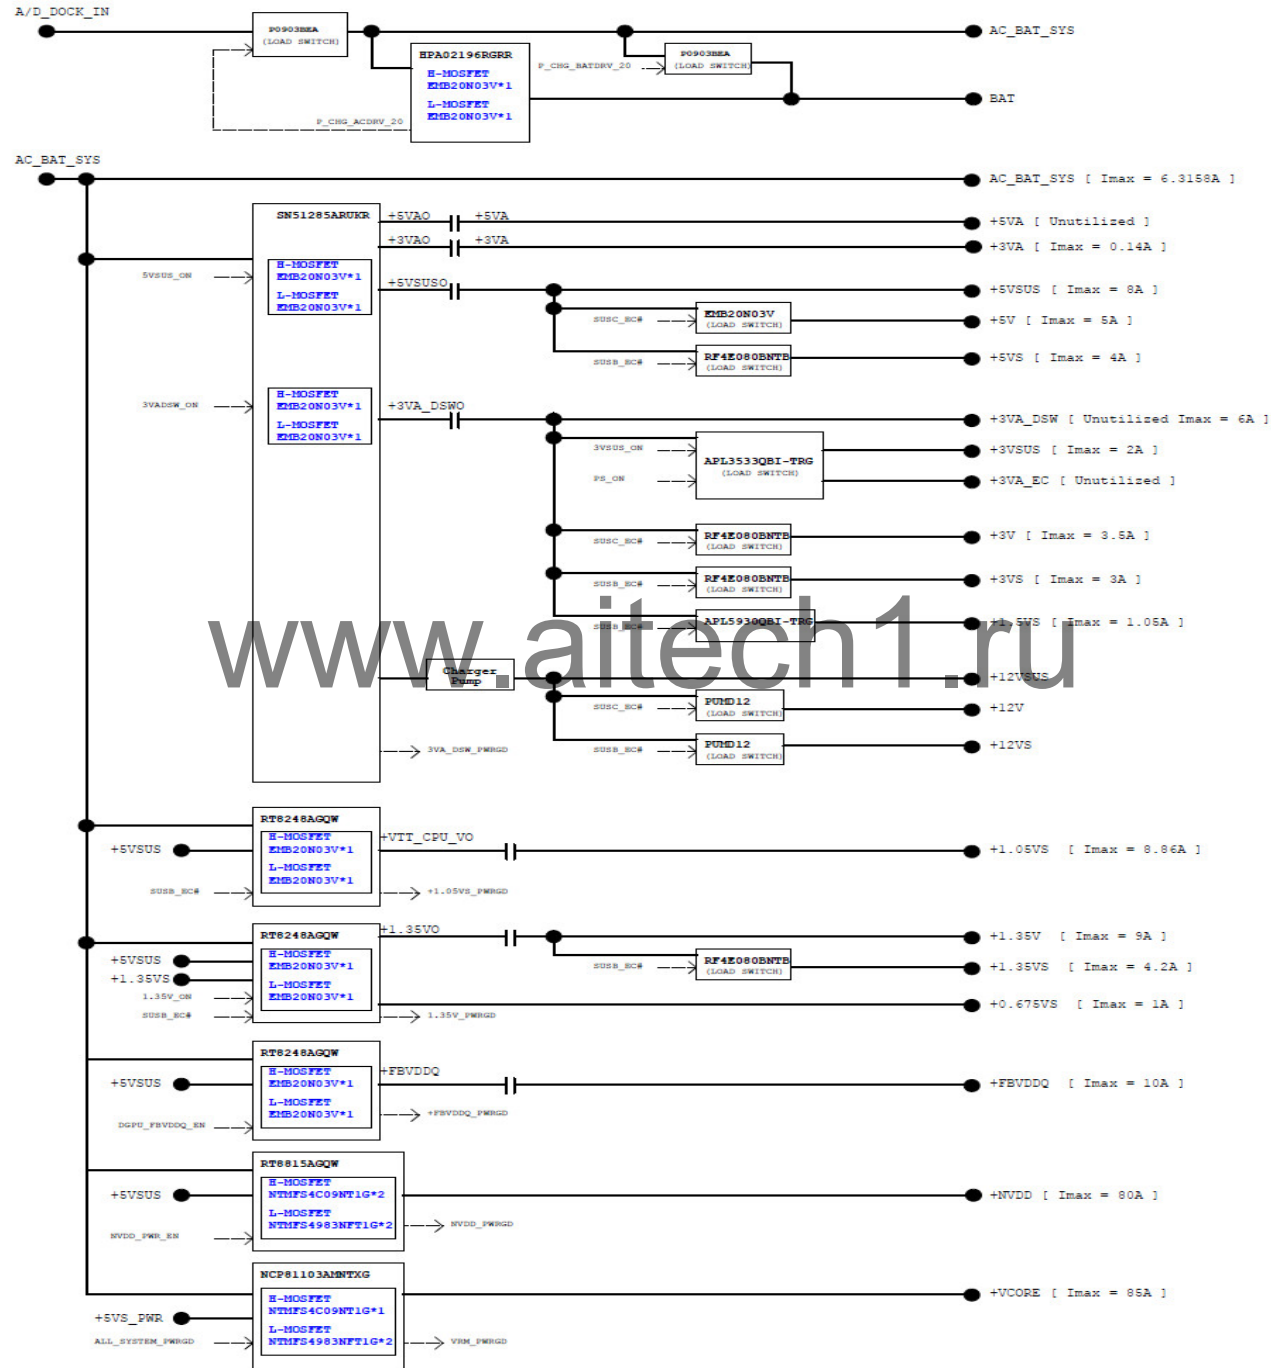 A/D_DOCK_IN
P0903BEA
(LOAD SWITCH)
AC_BAT_SYS
HPA02196RGRR
H-MOSFET
EMB20N03V*1
L-MOSFET
EMB20N03V*1
P_CHG_BATDRV_20
P0903BEA
(LOAD SWITCH)
BAT
P_CHG_ACDRV_20
AC_BAT_SYS
AC_BAT_SYS [ Imax = 6.3158A ]
SN51285ARUKR
+5VAO
+5VA
+5VA [ Unutilized ]
+3VAO
+3VA
+3VA [ Imax = 0.14A ]
5VSUS_ON
H-MOSFET
EMB20N03V*1
L-MOSFET
EMB20N03V*1
+5VSUSO
+5VSUS [ Imax = 8A ]
SUSC_EC#
EMB20N03V
(LOAD SWITCH)
+5V [ Imax = 5A ]
SUSB_EC#
RF4E080BNTB
(LOAD SWITCH)
+5VS [ Imax = 4A ]
3VADSW_ON
H-MOSFET
EMB20N03V*1
L-MOSFET
EMB20N03V*1
+3VA_DSWO
+3VA_DSW [ Unutilized Imax = 6A ]
3VSUS_ON
PS_ON
APL3533QBI-TRG
(LOAD SWITCH)
+3VSUS [ Imax = 2A ]
+3VA_EC [ Unutilized ]
SUSC_EC#
RF4E080BNTB
(LOAD SWITCH)
+3V [ Imax = 3.5A ]
SUSB_EC#
RF4E080BNTB
(LOAD SWITCH)
+3VS [ Imax = 3A ]
SUSB_EC#
APL5930QBI-TRG
+1.5VS [ Imax = 1.05A ]
www.aitech1.ru
Charger
Pump
+12VSUS
SUSC_EC#
PUMD12
(LOAD SWITCH)
+12V
SUSB_EC#
PUMD12
(LOAD SWITCH)
+12VS
3VA_DSW_PWRGD
RT8248AGQW
+5VSUS
SUSB_EC#
H-MOSFET
EMB20N03V*1
L-MOSFET
EMB20N03V*1
+VTT_CPU_VO
+1.05VS_PWRGD
+1.05VS [ Imax = 8.86A ]
RT8248AGQW
+5VSUS
+1.35VS
1.35V_ON
SUSB_EC#
H-MOSFET
EMB20N03V*1
L-MOSFET
EMB20N03V*1
+1.35VO
+1.35V [ Imax = 9A ]
SUSB_EC#
RF4E080BNTB
(LOAD SWITCH)
+1.35VS [ Imax = 4.2A ]
+0.675VS [ Imax = 1A ]
1.35V_PWRGD
RT8248AGQW
+5VSUS
DGPU_FBVDDQ_EN
H-MOSFET
EMB20N03V*1
L-MOSFET
EMB20N03V*1
+FBVDDQ
+FBVDDQ_PWRGD
+FBVDDQ [ Imax = 10A ]
RT8815AGQW
+5VSUS
NVDD_PWR_EN
H-MOSFET
NTMFS4C09NT1G*2
L-MOSFET
NTMFS4983NFT1G*2
NVDD_PWRGD
+NVDD [ Imax = 80A ]
NCP81103AMNTXG
+5VS_PWR
ALL_SYSTEM_PWRGD
H-MOSFET
NTMFS4C09NT1G*1
L-MOSFET
NTMFS4983NFT1G*2
VRM_PWRGD
+VCORE [ Imax = 85A ]